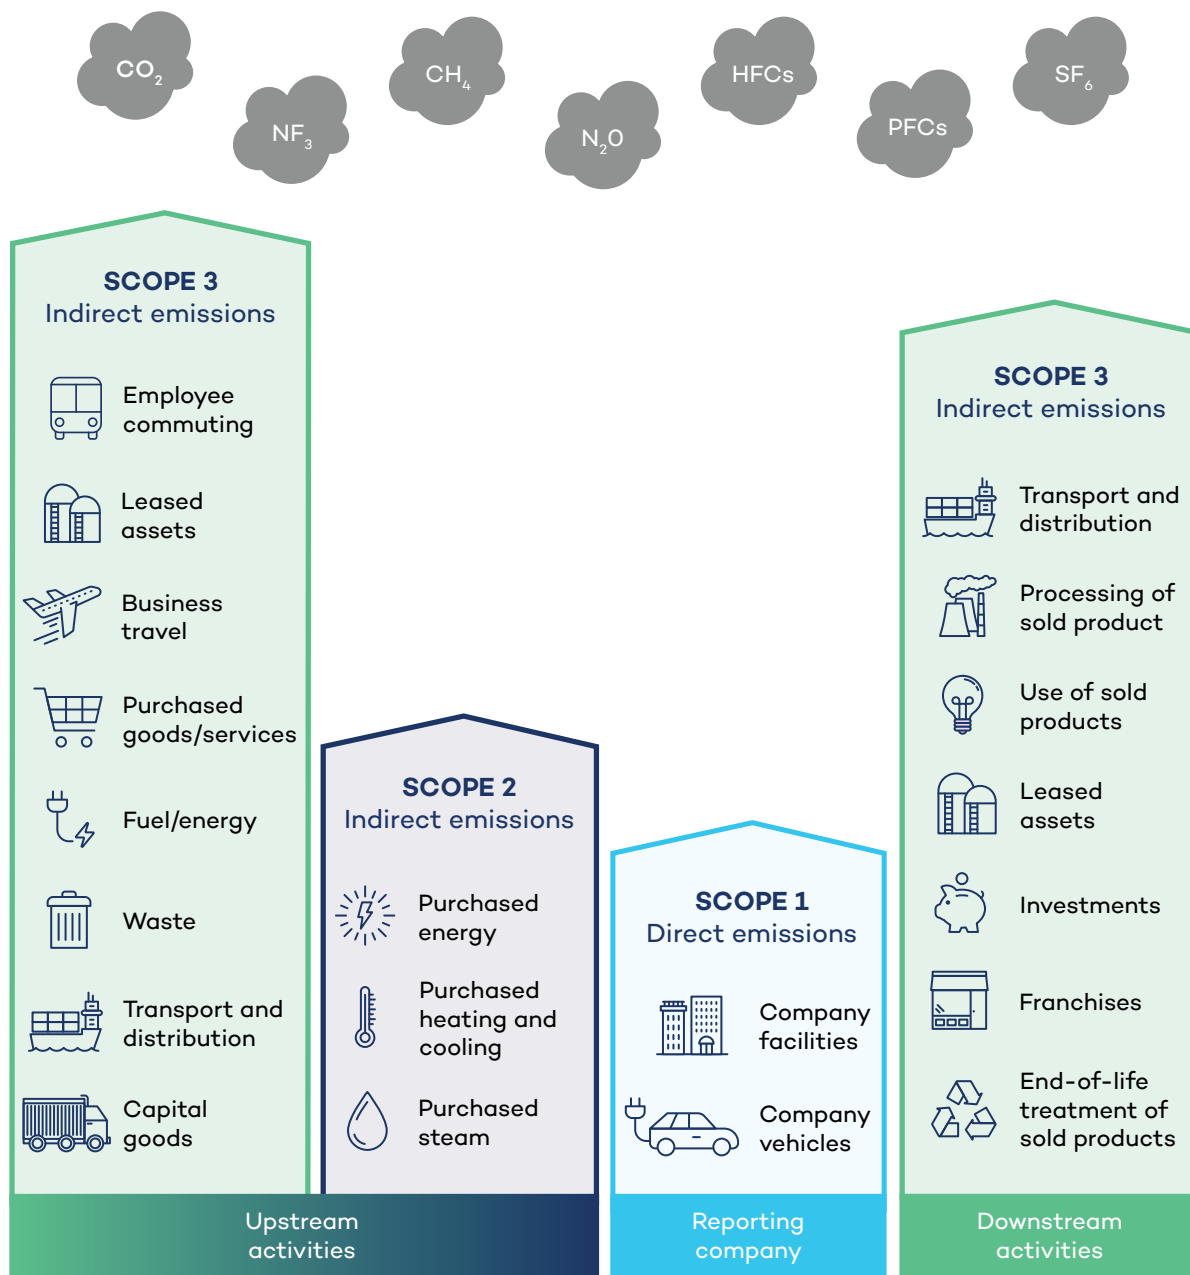 CO₂
NF₃
CH₄
N₂O
HFCs
PFCs
SF₆
SCOPE 3
Indirect emissions
Employee
commuting
Leased
assets
Business
travel
Purchased
goods/services
Fuel/energy
Waste
Transport and
distribution
Capital
goods
SCOPE 2
Indirect emissions
Purchased
energy
Purchased
heating and
cooling
Purchased
steam
Upstream
activities
SCOPE 1
Direct emissions
Company
facilities
Company
vehicles
Reporting
company
SCOPE 3
Indirect emissions
Transport and
distribution
Processing of
sold product
Use of sold
products
Leased
assets
Investments
Franchises
End-of-life
treatment of
sold products
Downstream
activities